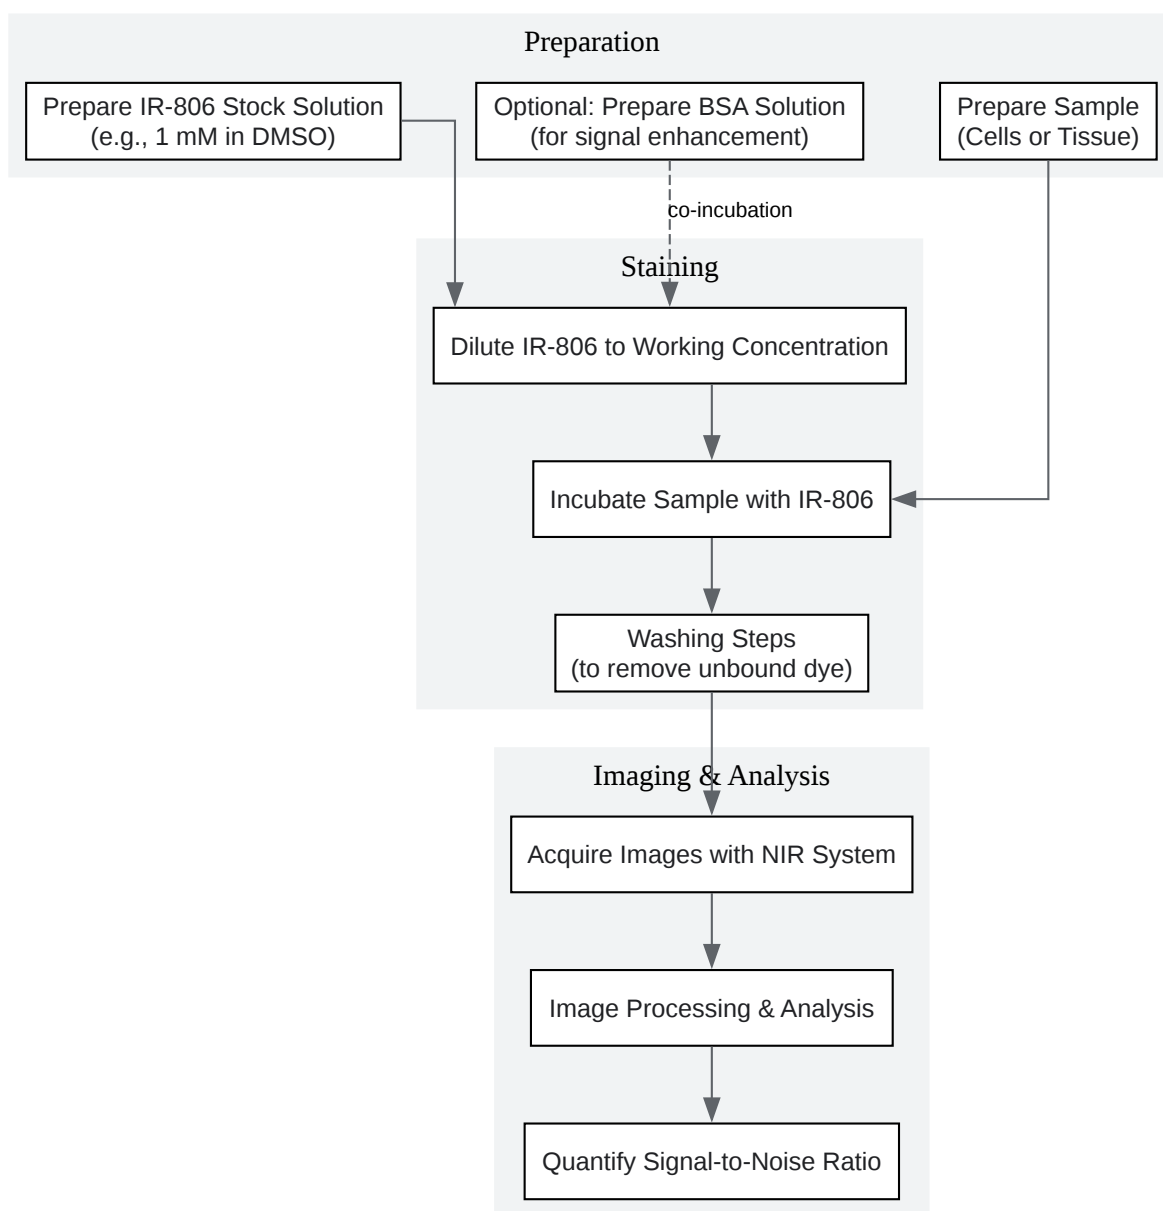 Preparation
Prepare IR-806 Stock Solution
(e.g., 1 mM in DMSO)
Optional: Prepare BSA Solution
(for signal enhancement)
Prepare Sample
(Cells or Tissue)
co-incubation
Staining
Dilute IR-806 to Working Concentration
Incubate Sample with IR-806
Washing Steps
(to remove unbound dye)
Imaging & Analysis
Acquire Images with NIR System
Image Processing & Analysis
Quantify Signal-to-Noise Ratio